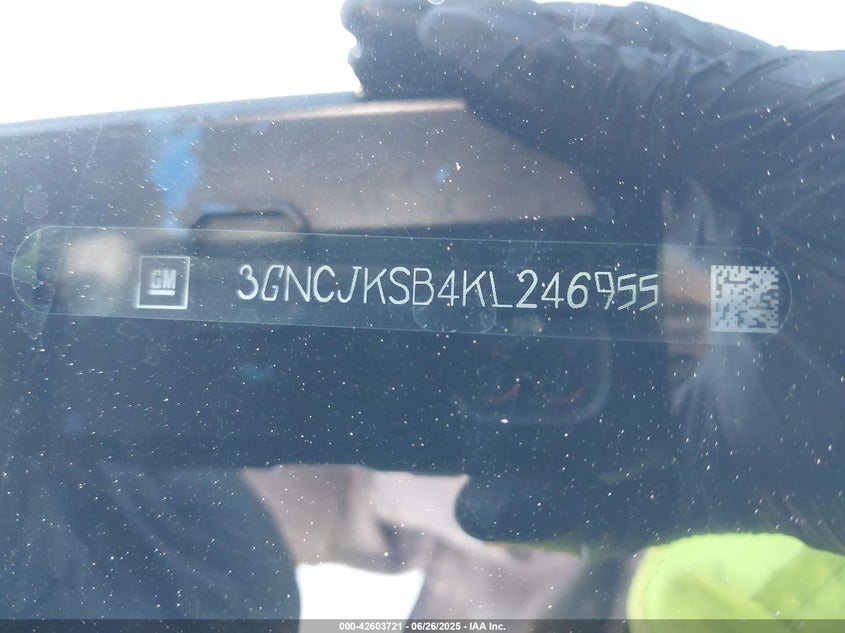 GM 3GNCJKSB4KL246955
000-42603721 | 06/26/2025 - IAA Inc.